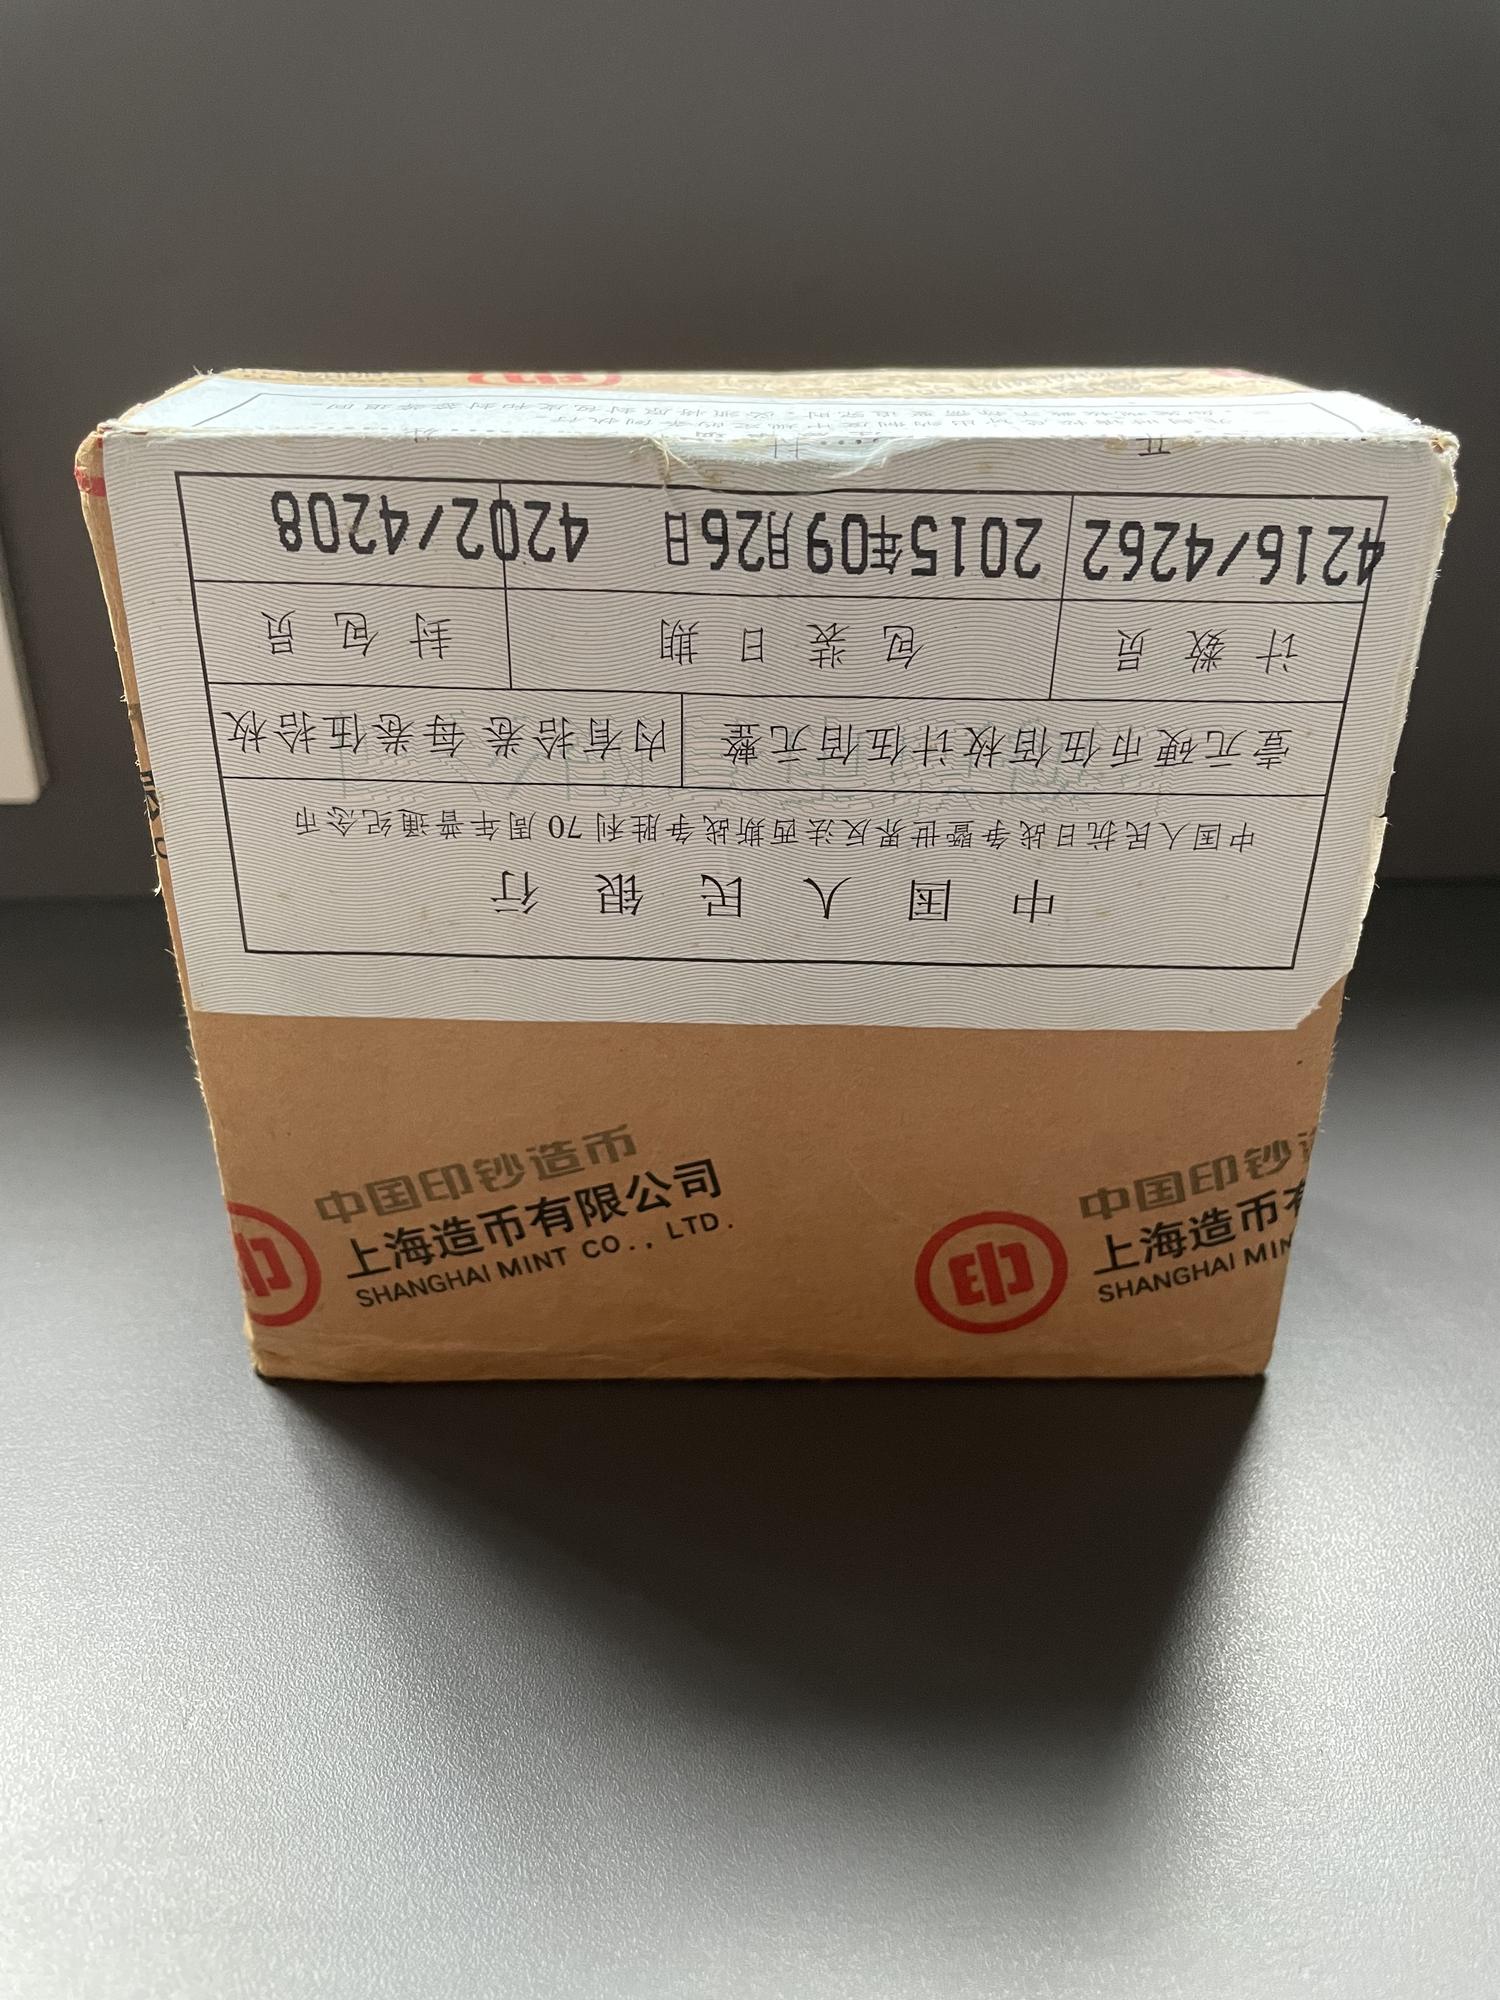 中国人民银行
中国人民抗日战争暨世界反法西斯战争胜利70周年普通纪念币
壹元硬币伍佰枚计伍佰元整 内有拾卷每卷伍拾枚
计数员 包装日期 封包员
4216/4262 2015年09月26日 4202/4208
中国印钞造币
上海造币有限公司
SHANGHAI MINT CO., LTD.
中国印钞
上海造币有
SHANGHAI MIN